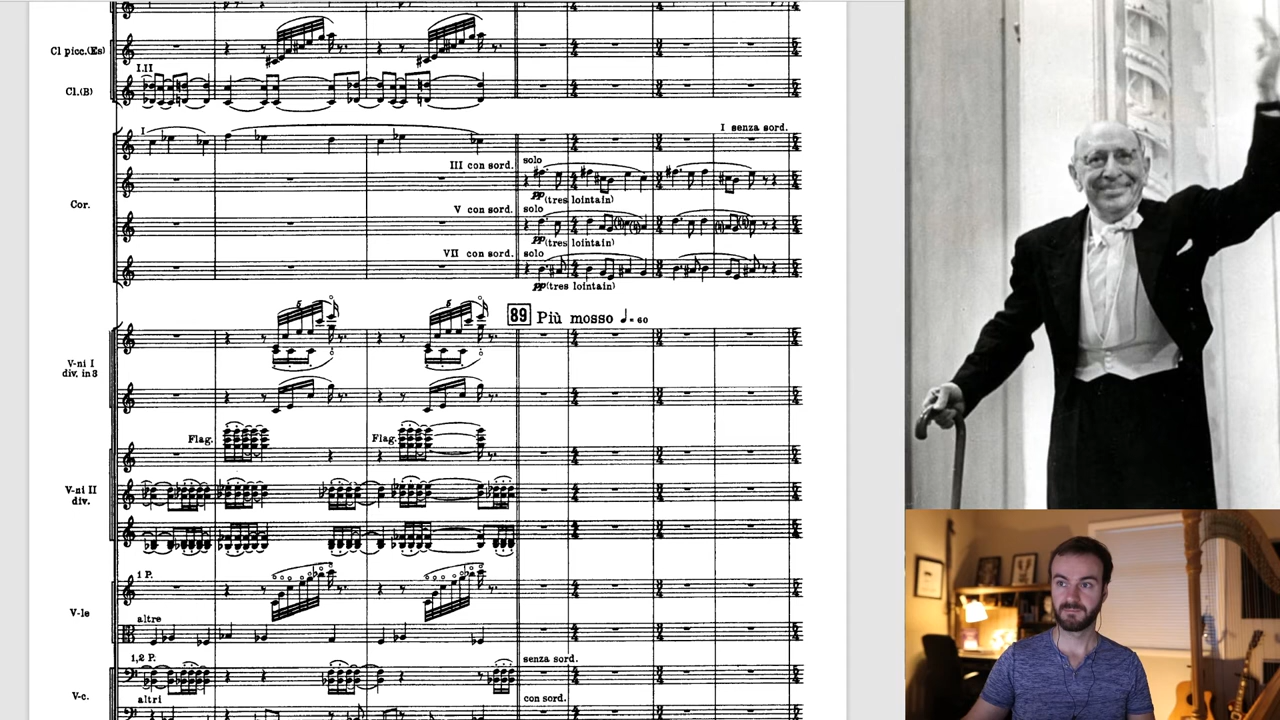 Cl picc.(Es)
I.II
Cl.(B)
I
I senza sord.
III con sord.
solo
pp(tres lointain)
Cor.
V con sord.
solo
pp(tres lointain)
VII con sord.
solo
pp(tres lointain)
89 Più mosso ♩=60
V-ni I
div. in 3
Flag.
Flag.
V-ni II
div.
1 P.
V-le
altre
1,2 P.
senza sord.
V-c.
altri
con sord.